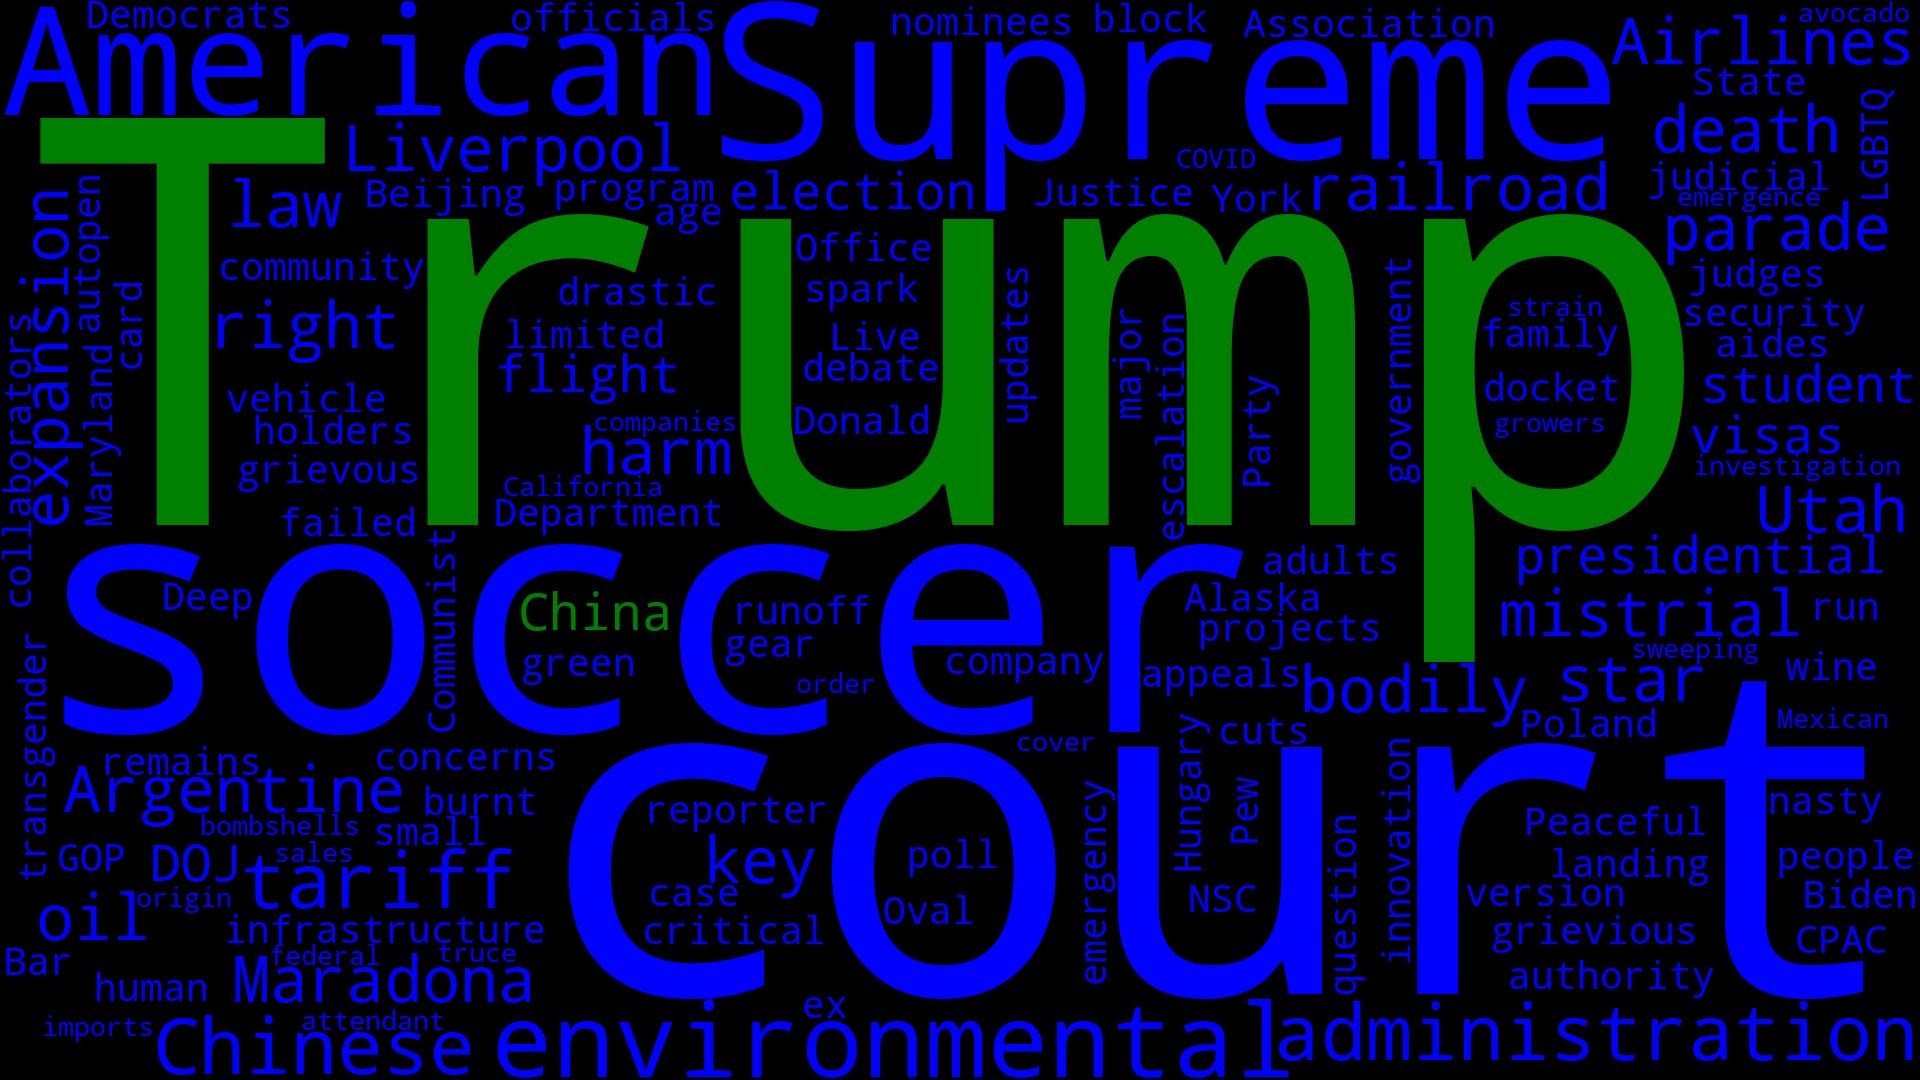 Democrats
officials
nominees
block
Association
avocado
American
Supreme
Airlines
State
LGBTQ
death
Liverpool
COVID
judicial
law
Beijing
program
age
election
Justice
York
railroad
emergence
parade
expansion
autopen
Trump
community
Office
judges
card
drastic
spark
updates
government
strain
security
right
limited
Live
major
escalation
family
aides
collaborators
Maryland
flight
debate
Party
docket
student
vehicle
holders
companies
Donald
growers
visas
grievous
harm
investigation
California
Department
Utah
failed
soccer
Communist
adults
presidential
Deep
China
runoff
Alaska
mistrial
run
gear
projects
green
company
appeals
sweeping
star
wine
order
bodily
transgender
cover
Hungary
cuts
Poland
Mexican
remains
concerns
court
Argentine
burnt
reporter
emergency
Pew
question
innovation
nasty
bombshells
small
Peaceful
GOP
DOJ
sales
key
poll
landing
people
tariff
case
NSC
version
Biden
origin
Oval
oil
infrastructure
critical
grievious
CPAC
Bar
federal
truce
human
Maradona
authority
ex
imports
attendant
Chinese
environmental
administration